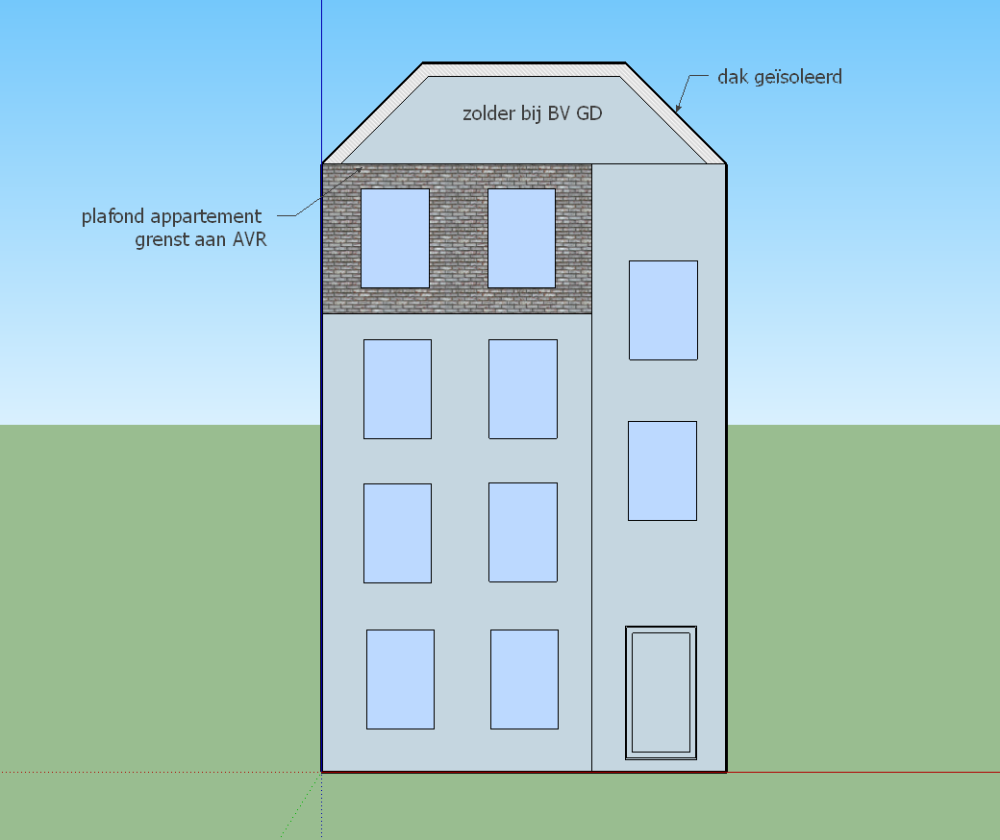 dak geïsoleerd
zolder bij BV GD
plafond appartement
grenst aan AVR